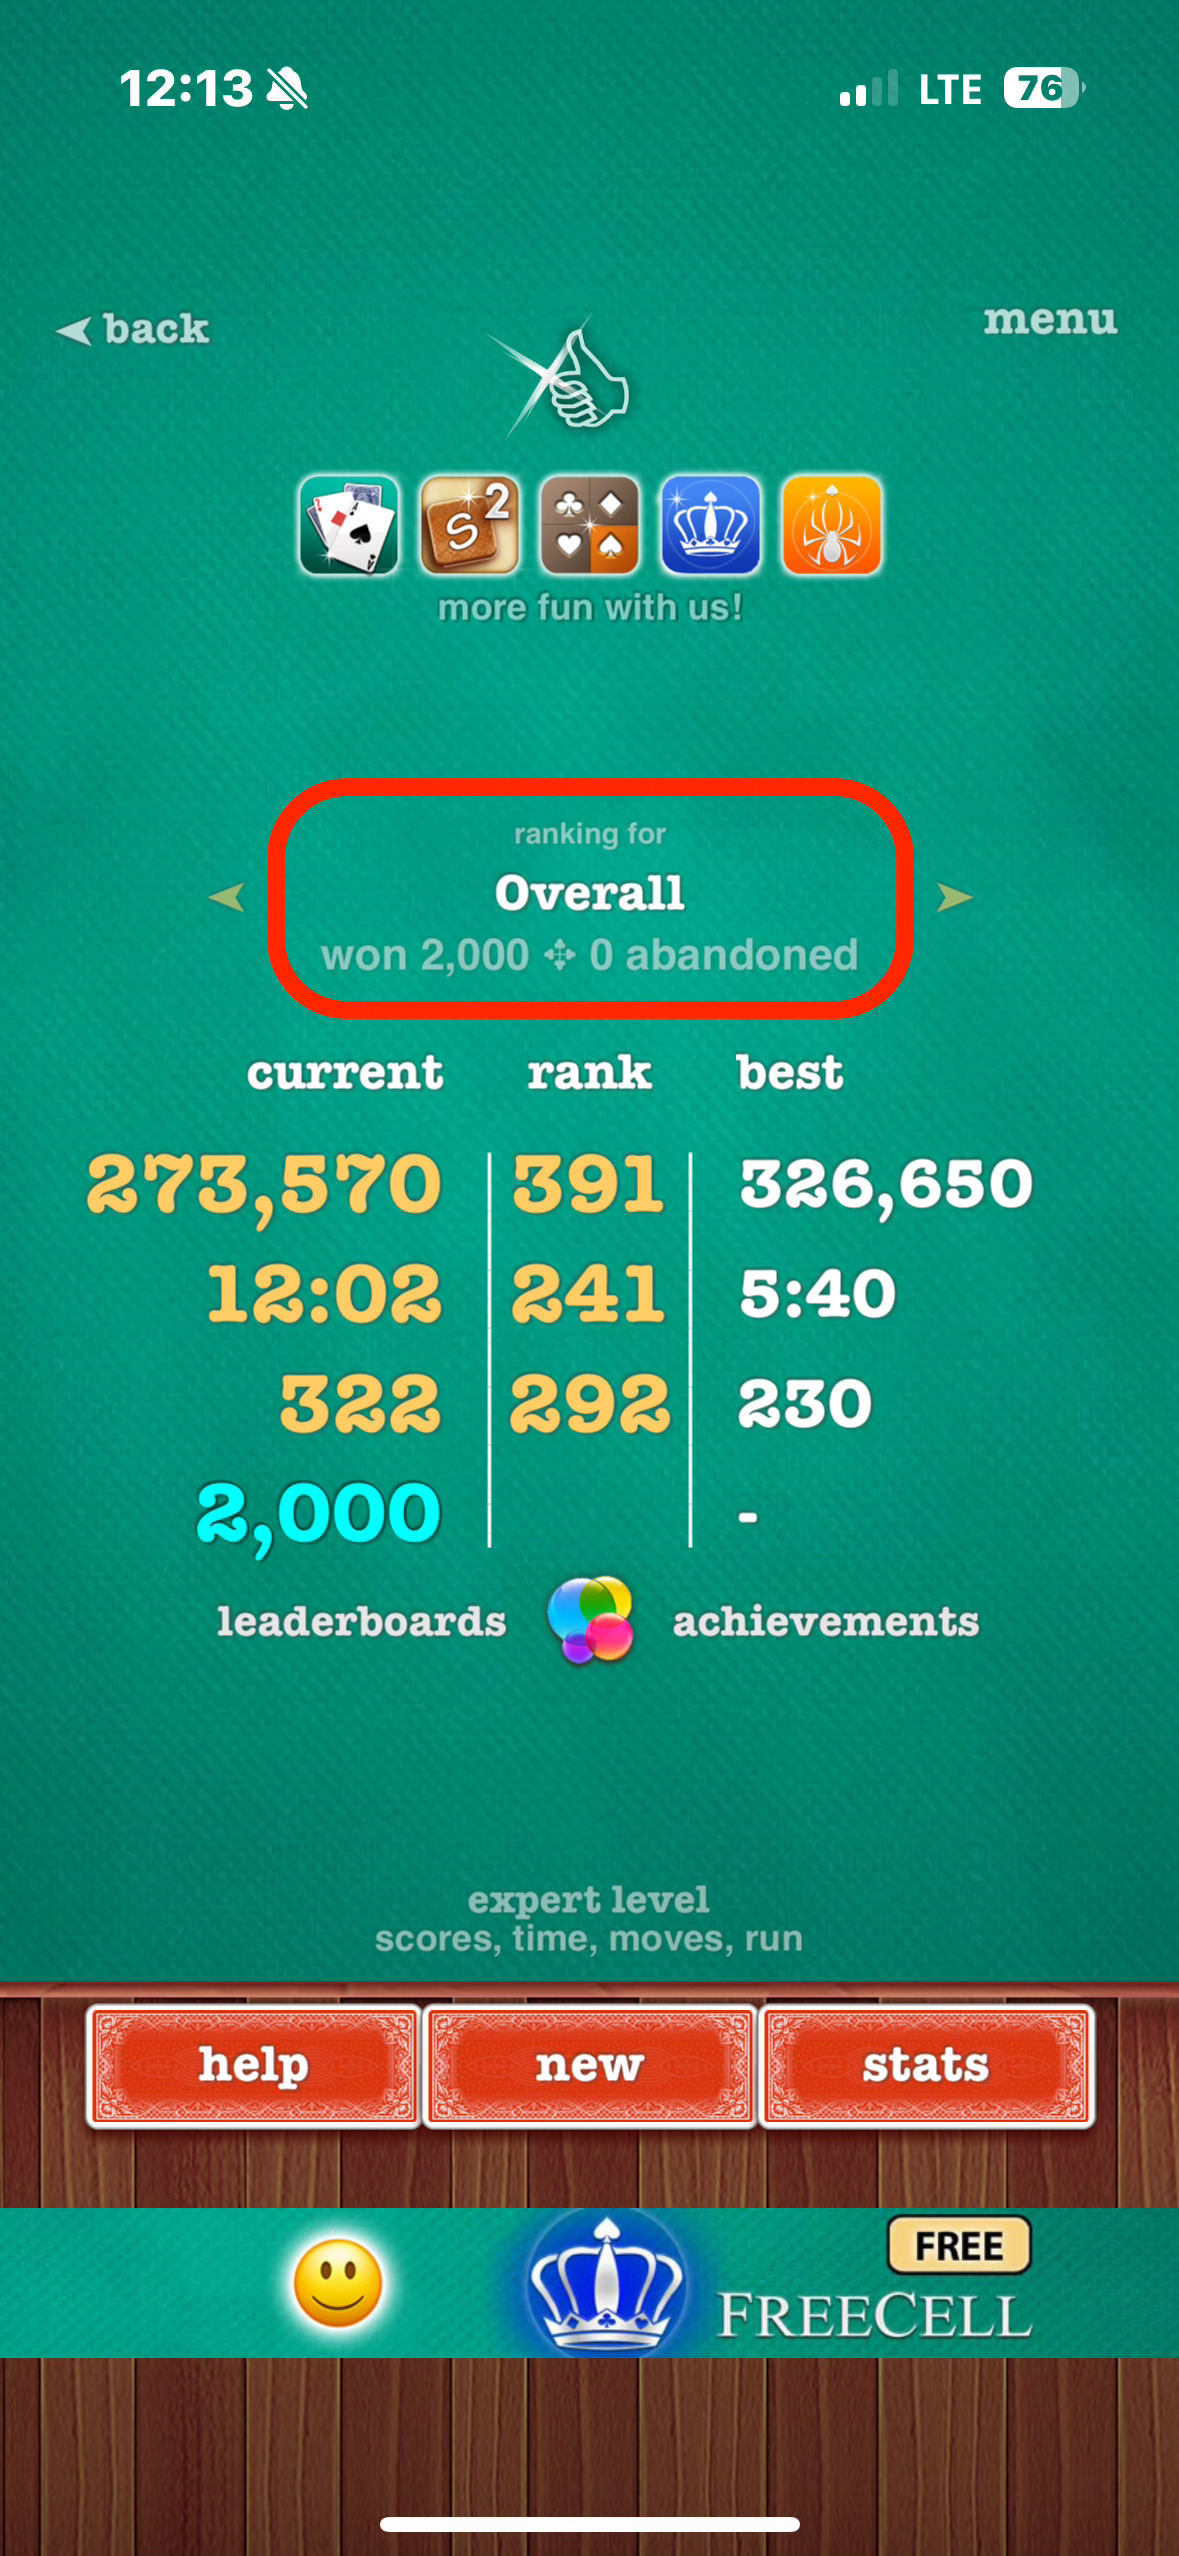 12:13 LTE 76
back menu
2
S
more fun with us!
ranking for
Overall
won 2,000 0 abandoned
current rank best
273,570 391 326,650
12:02 241 5:40
322 292 230
2,000 -
leaderboards achievements
expert level
scores, time, moves, run
help new stats
FREE
FREECELL